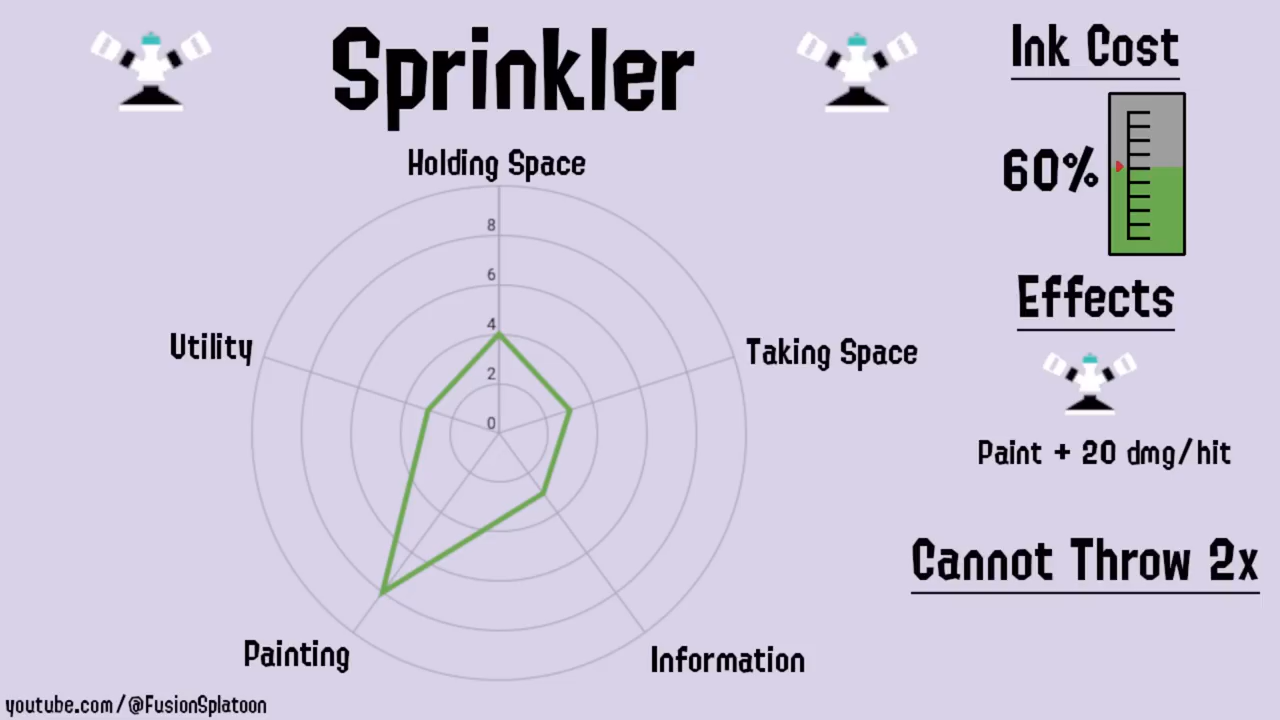 Sprinkler
Ink Cost
60%
Holding Space
8
6
4
2
0
Utility
Taking Space
Painting
Information
Effects
Paint + 20 dmg/hit
Cannot Throw 2x
youtube.com/@FusionSplatoon